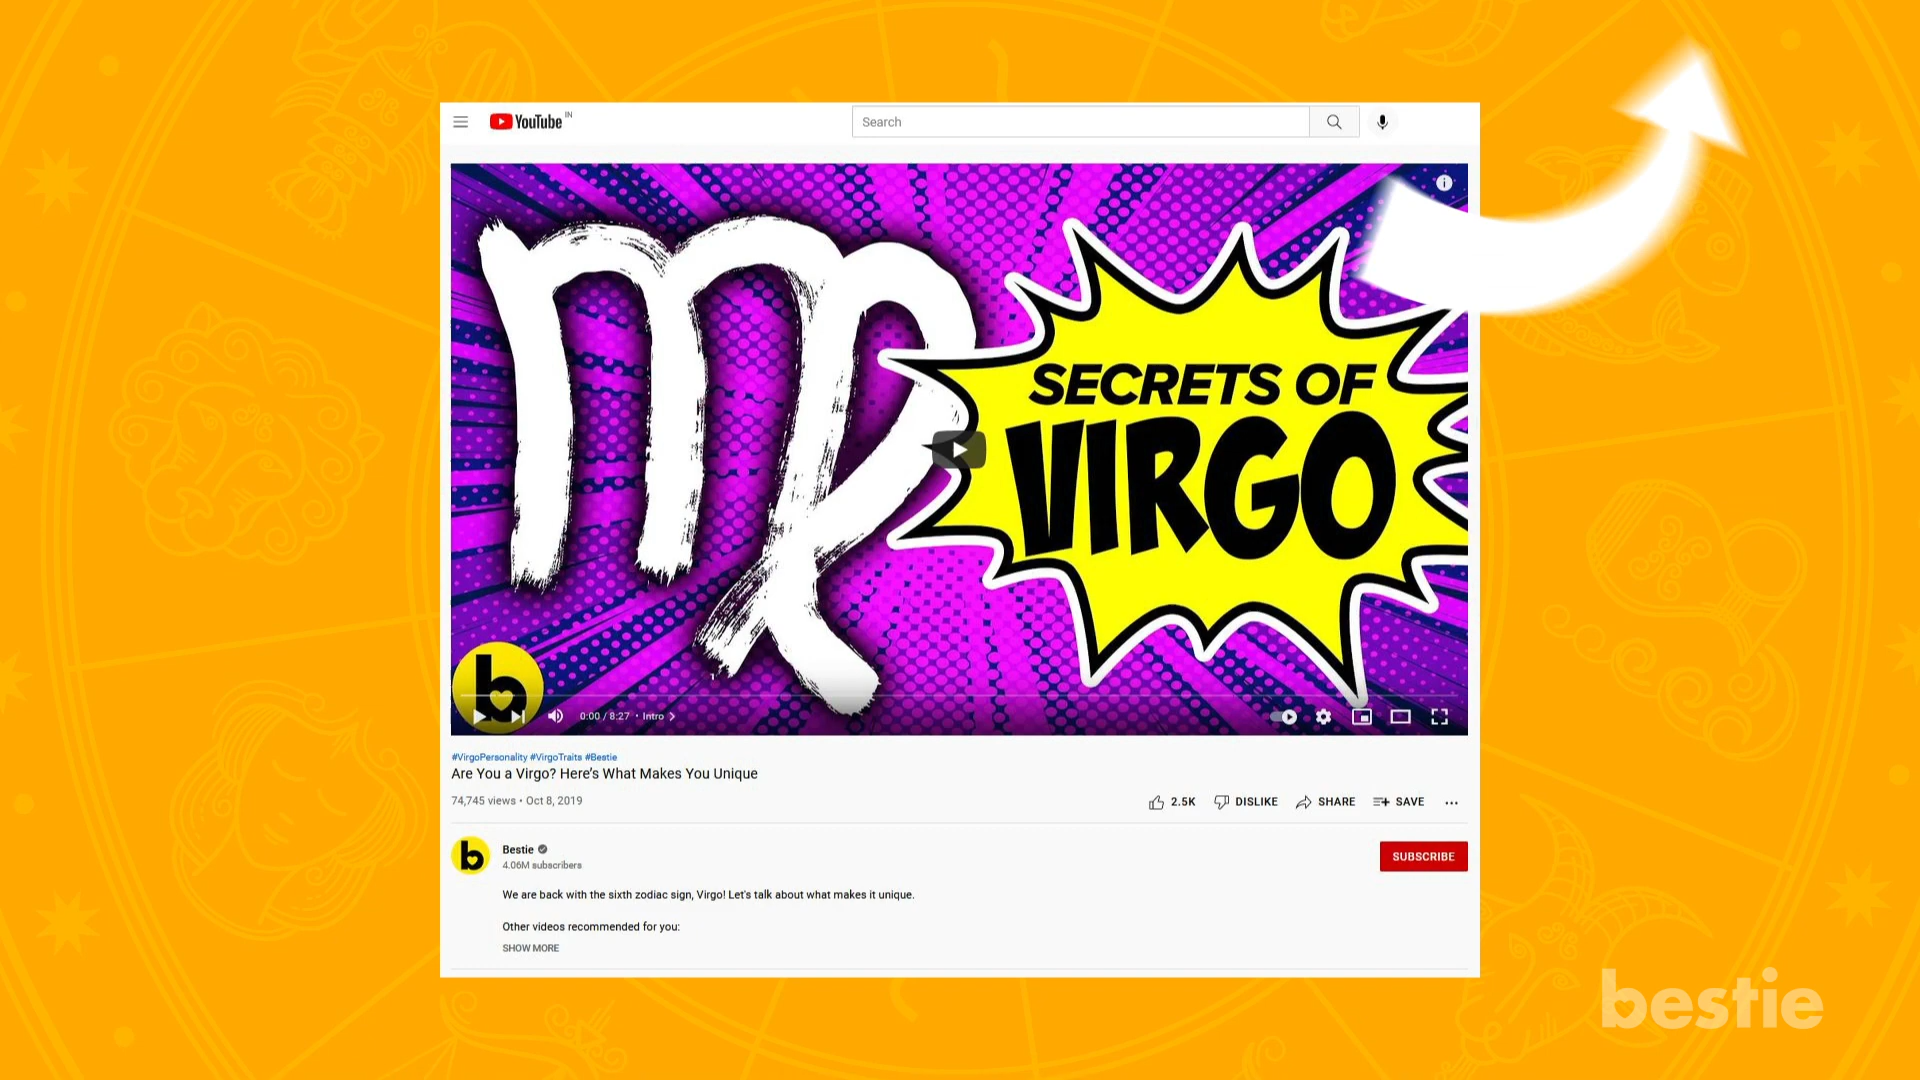 YouTube IN
Search
SECRETS OF
VIRGO
b
0:00 / 8:27 • Intro
#VirgoPersonality #VirgoTraits #Bestie
Are You a Virgo? Here’s What Makes You Unique
74,745 views • Oct 8, 2019
2.5K DISLIKE SHARE SAVE
b
Bestie
4.06M subscribers
SUBSCRIBE
We are back with the sixth zodiac sign, Virgo! Let's talk about what makes it unique.
Other videos recommended for you:
SHOW MORE
bestie